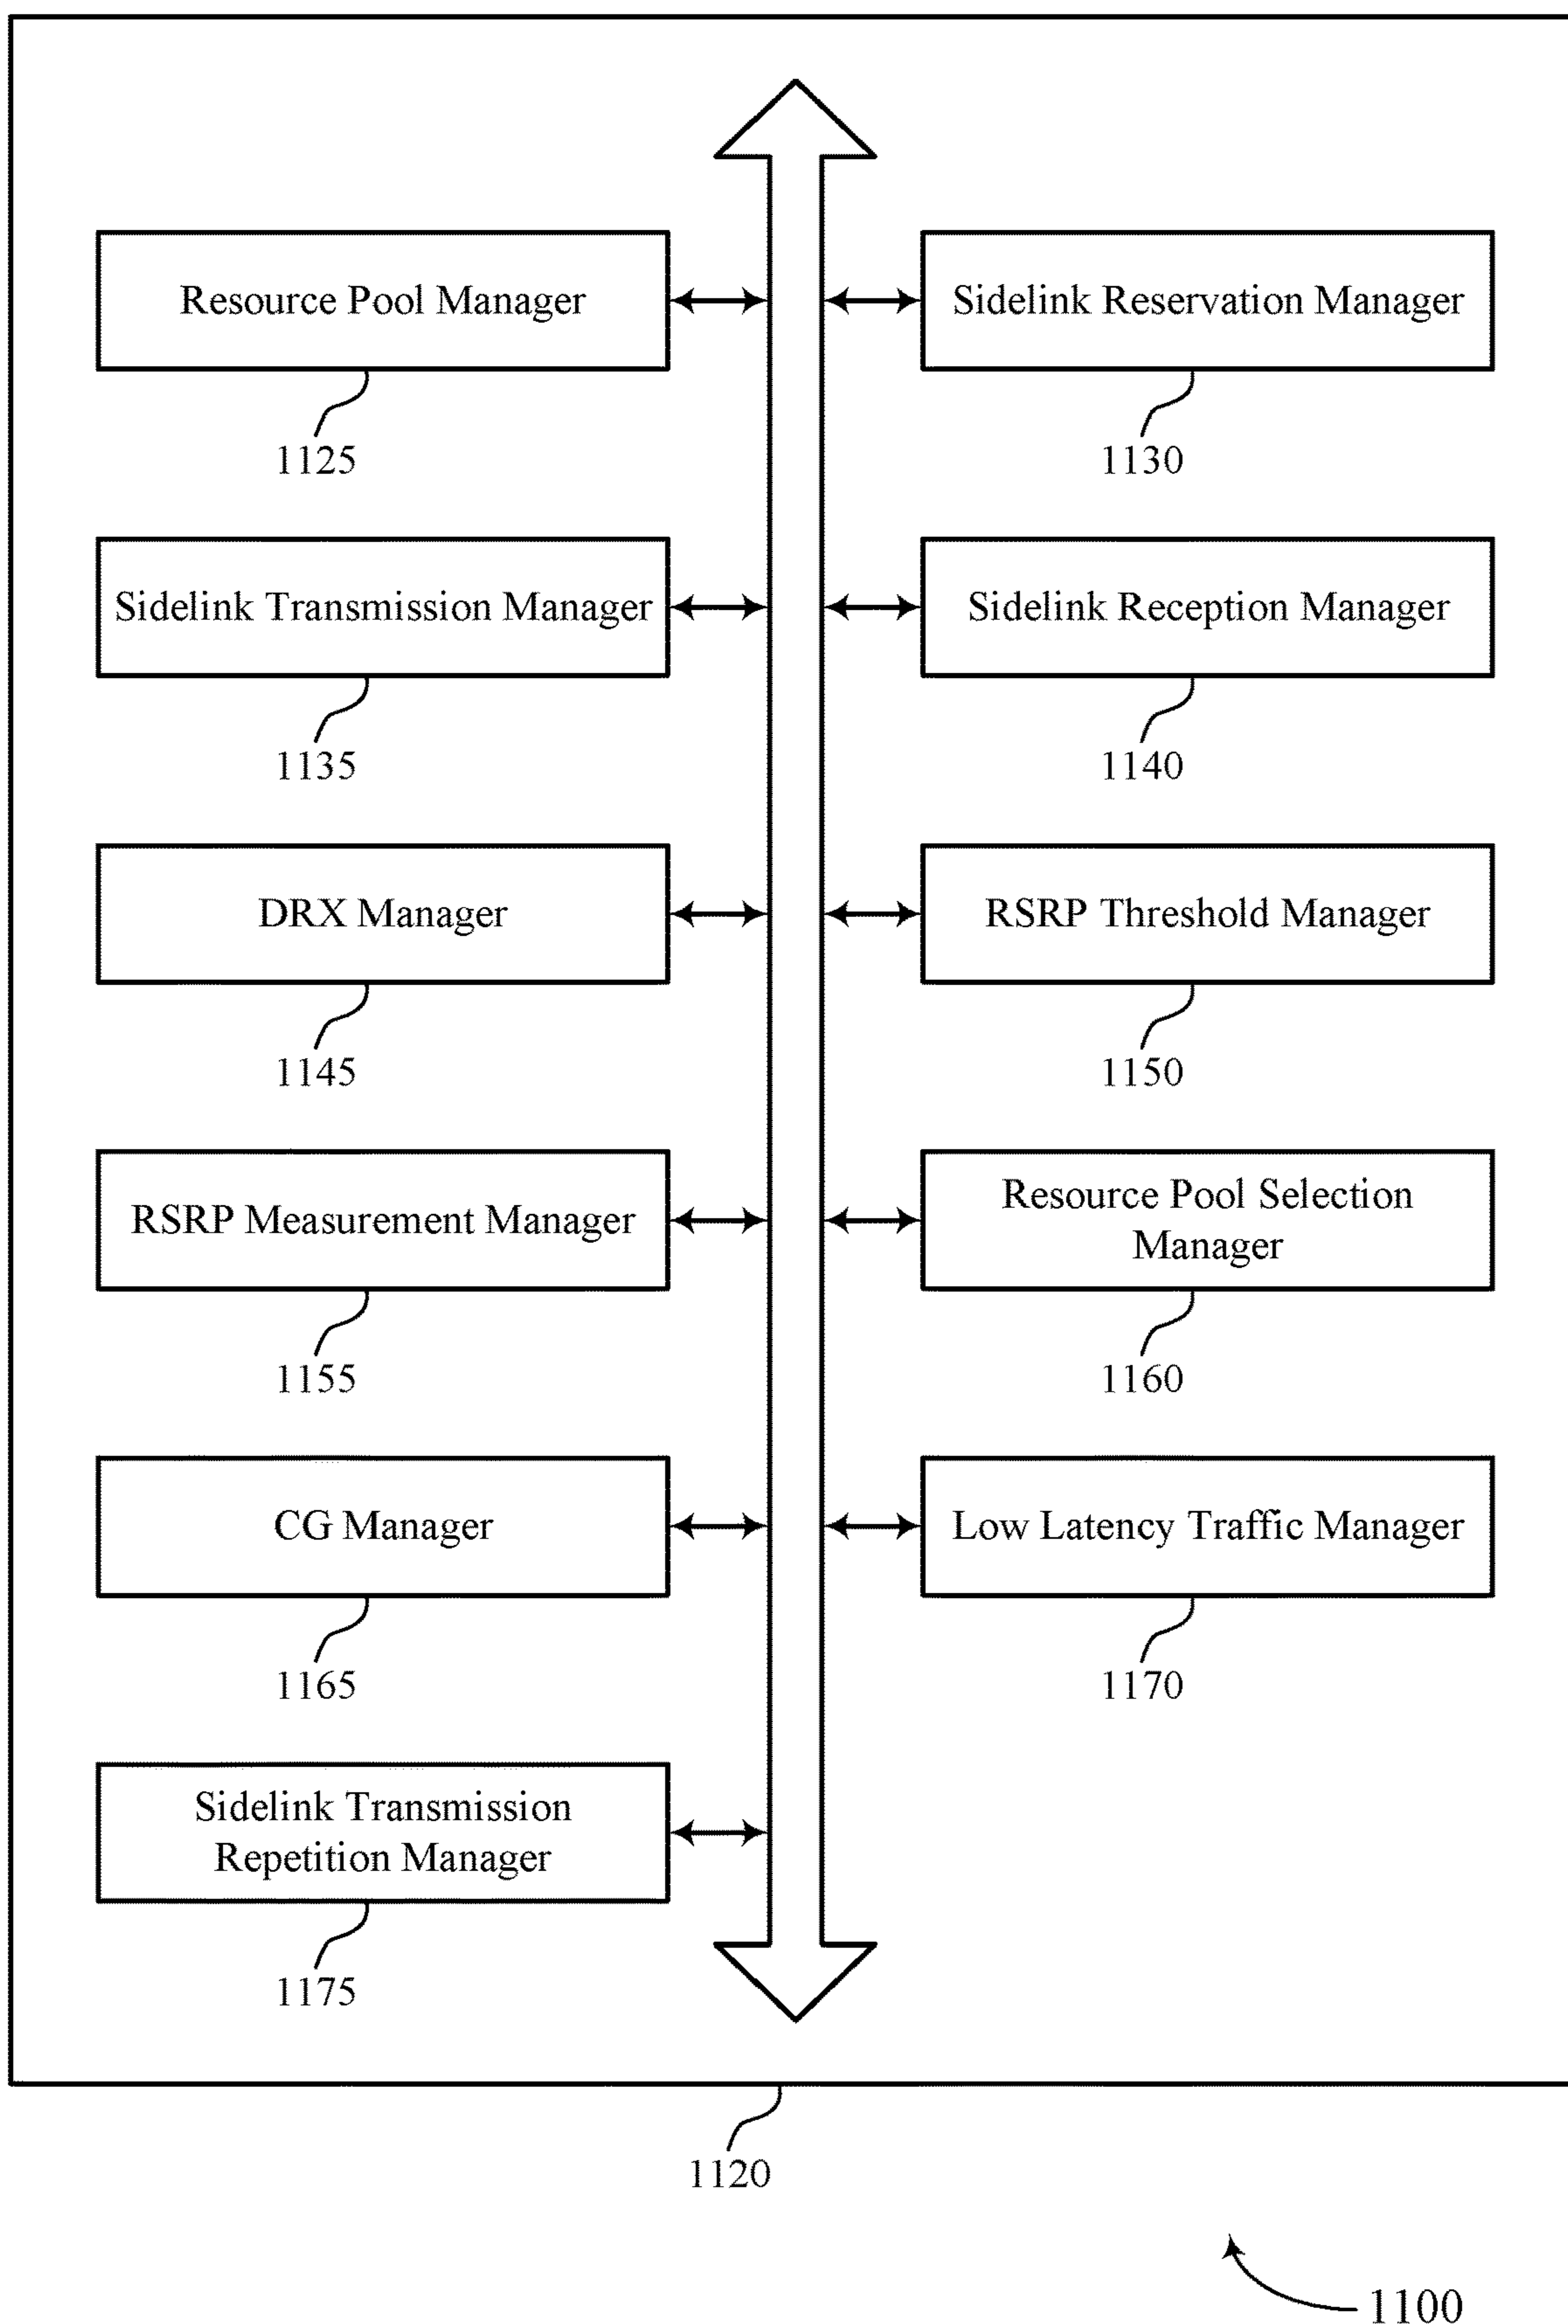 Resource Pool Manager
Sidelink Reservation Manager
1125
1130
Sidelink Transmission Manager
Sidelink Reception Manager
1135
1140
DRX Manager
RSRP Threshold Manager
1145
1150
RSRP Measurement Manager
Resource Pool Selection
Manager
1155
1160
CG Manager
Low Latency Traffic Manager
1165
1170
Sidelink Transmission
Repetition Manager
1175
1120
1100